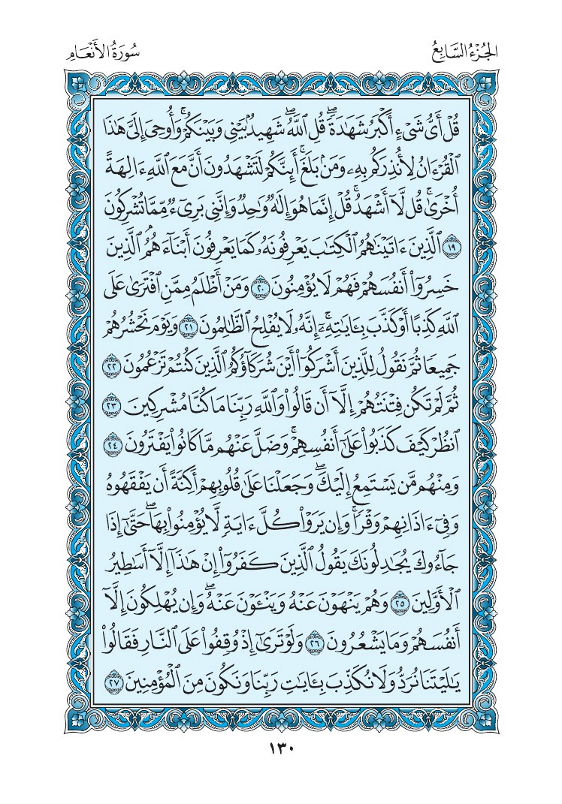 الجُزْءُ السَّابِعُ
سُورَةُ الأَنْعَامِ
قُلْ أَىُّ شَىْءٍ أَكْبَرُ شَهَٰدَةًۖ قُلِ ٱللَّهُۖ شَهِيدُۢ بَيْنِى وَبَيْنَكُمْۚ وَأُوحِىَ إِلَىَّ هَٰذَا
ٱلْقُرْءَانُ لِأُنذِرَكُم بِهِۦ وَمَنۢ بَلَغَۚ أَئِنَّكُمْ لَتَشْهَدُونَ أَنَّ مَعَ ٱللَّهِ ءَالِهَةً
أُخْرَىٰۚ قُل لَّآ أَشْهَدُۚ قُلْ إِنَّمَا هُوَ إِلَٰهٌ وَٰحِدٌ وَإِنَّنِى بَرِىٓءٌ مِّمَّا تُشْرِكُونَ
١٩ ٱلَّذِينَ ءَاتَيْنَٰهُمُ ٱلْكِتَٰبَ يَعْرِفُونَهُۥ كَمَا يَعْرِفُونَ أَبْنَآءَهُمُۘ ٱلَّذِينَ
خَسِرُوٓا۟ أَنفُسَهُمْ فَهُمْ لَا يُؤْمِنُونَ ٢٠ وَمَنْ أَظْلَمُ مِمَّنِ ٱفْتَرَىٰ عَلَى
ٱللَّهِ كَذِبًا أَوْ كَذَّبَ بِـَٔايَٰتِهِۦٓۗ إِنَّهُۥ لَا يُفْلِحُ ٱلظَّٰلِمُونَ ٢١ وَيَوْمَ نَحْشُرُهُمْ
جَمِيعًا ثُمَّ نَقُولُ لِلَّذِينَ أَشْرَكُوٓا۟ أَيْنَ شُرَكَآؤُكُمُ ٱلَّذِينَ كُنتُمْ تَزْعُمُونَ ٢٢
ثُمَّ لَمْ تَكُن فِتْنَتُهُمْ إِلَّآ أَن قَالُوا۟ وَٱللَّهِ رَبِّنَا مَا كُنَّا مُشْرِكِينَ ٢٣
ٱنظُرْ كَيْفَ كَذَبُوا۟ عَلَىٰٓ أَنفُسِهِمْۚ وَضَلَّ عَنْهُم مَّا كَانُوا۟ يَفْتَرُونَ ٢٤
وَمِنْهُم مَّن يَسْتَمِعُ إِلَيْكَۖ وَجَعَلْنَا عَلَىٰ قُلُوبِهِمْ أَكِنَّةً أَن يَفْقَهُوهُ
وَفِىٓ ءَاذَانِهِمْ وَقْرًاۚ وَإِن يَرَوْا۟ كُلَّ ءَايَةٍ لَّا يُؤْمِنُوا۟ بِهَاۖ حَتَّىٰٓ إِذَا
جَآءُوكَ يُجَٰدِلُونَكَ يَقُولُ ٱلَّذِينَ كَفَرُوٓا۟ إِنْ هَٰذَآ إِلَّآ أَسَٰطِيرُ
ٱلْأَوَّلِينَ ٢٥ وَهُمْ يَنْهَوْنَ عَنْهُ وَيَنْـَٔوْنَ عَنْهُۖ وَإِن يُهْلِكُونَ إِلَّآ
أَنفُسَهُمْ وَمَا يَشْعُرُونَ ٢٦ وَلَوْ تَرَىٰٓ إِذْ وُقِفُوا۟ عَلَى ٱلنَّارِ فَقَالُوا۟
يَٰلَيْتَنَا نُرَدُّ وَلَا نُكَذِّبَ بِـَٔايَٰتِ رَبِّنَا وَنَكُونَ مِنَ ٱلْمُؤْمِنِينَ ٢٧
١٣٠